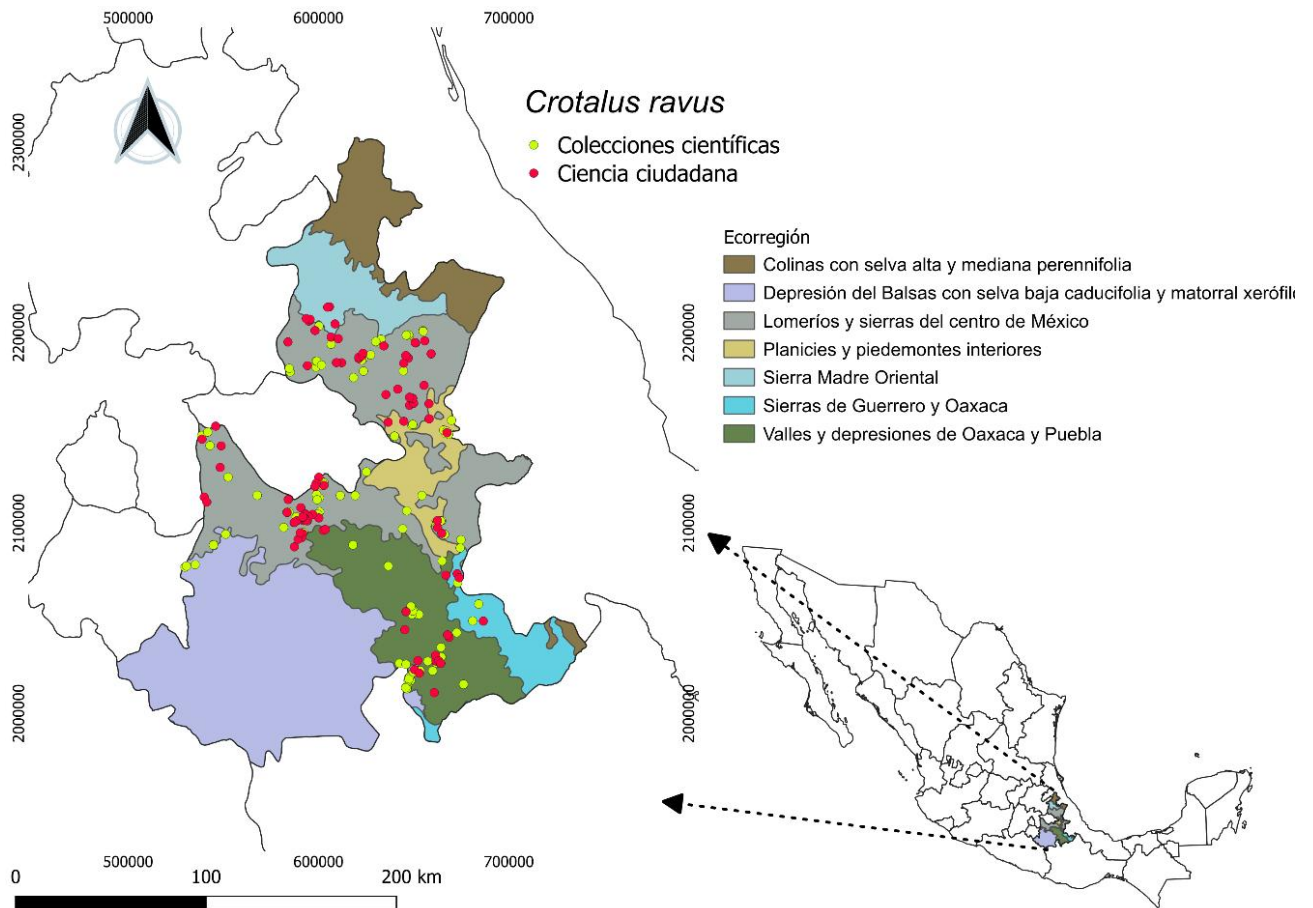 500000
600000
700000
2300000
Crotalus ravus
Colecciones científicas
Ciencia ciudadana
Ecorregión
Colinas con selva alta y mediana perennifolia
Depresión del Balsas con selva baja caducifolia y matorral xerófilo
Lomeríos y sierras del centro de México
Planicies y piedemontes interiores
Sierra Madre Oriental
Sierras de Guerrero y Oaxaca
Valles y depresiones de Oaxaca y Puebla
2200000
2200000
2100000
2100000
2000000
2000000
500000
600000
700000
0
100
200 km